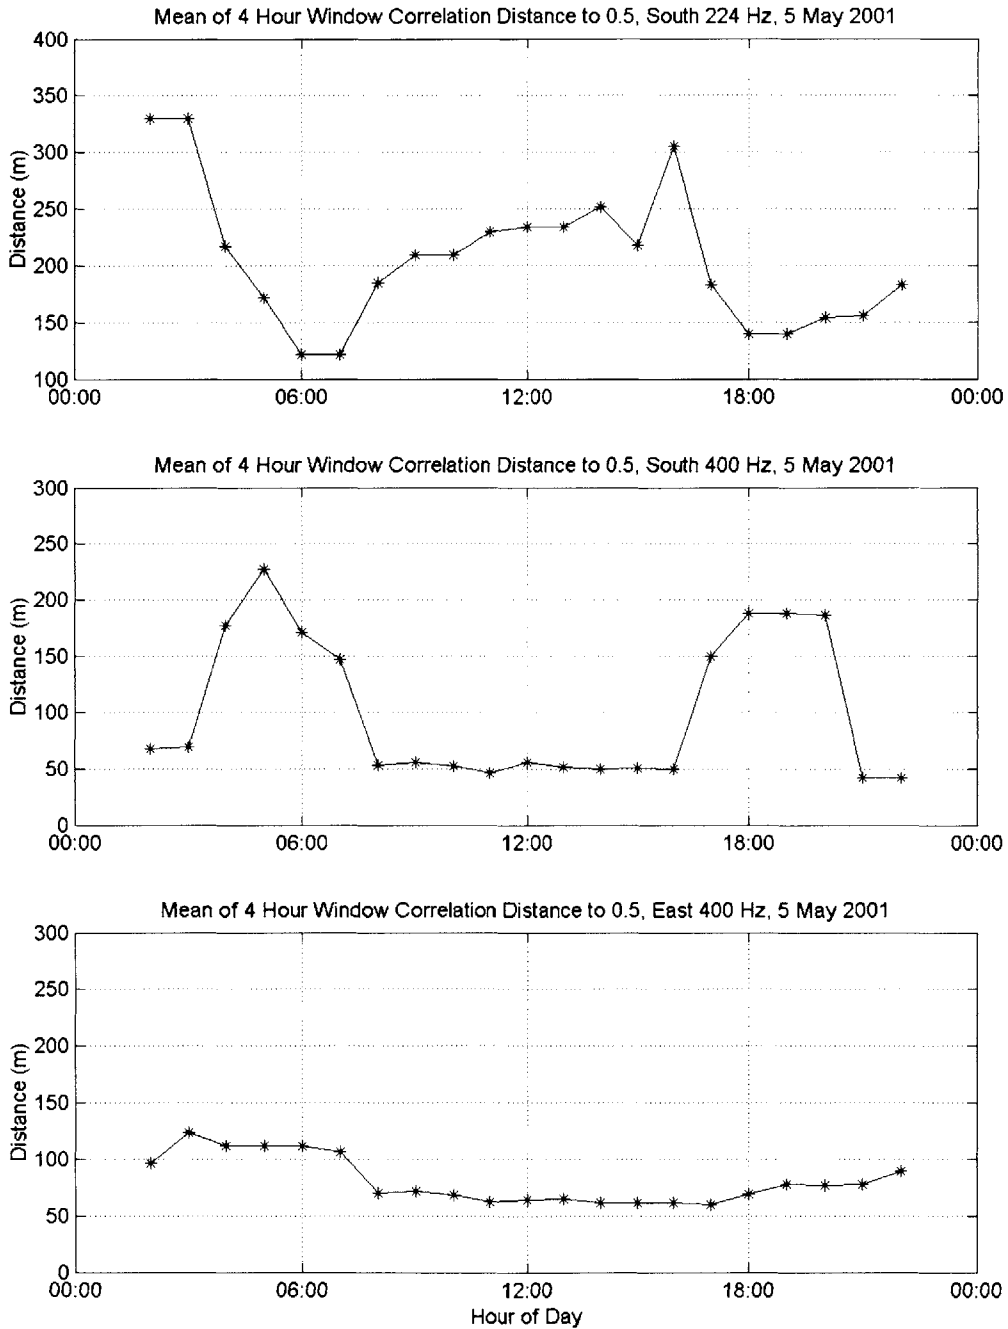 Mean of 4 Hour Window Correlation Distance to 0.5, South 224 Hz, 5 May 2001
400
350
300
250
200
150
100
Distance (m)
00:00 06:00 12:00 18:00 00:00
Mean of 4 Hour Window Correlation Distance to 0.5, South 400 Hz, 5 May 2001
300
250
200
150
100
50
0
Distance (m)
00:00 06:00 12:00 18:00 00:00
Mean of 4 Hour Window Correlation Distance to 0.5, East 400 Hz, 5 May 2001
300
250
200
150
100
50
0
Distance (m)
00:00 06:00 12:00 18:00 00:00
Hour of Day